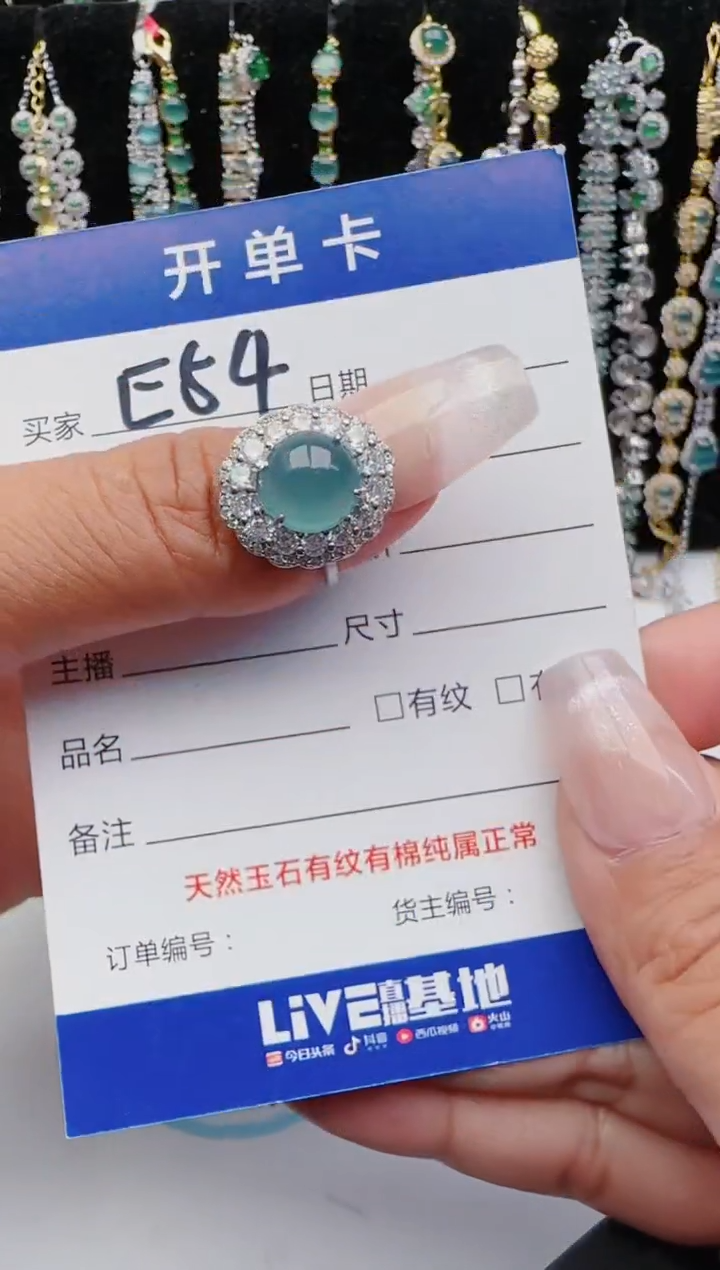 开单卡
买家 E54 日期
主播 尺寸
品名 □有纹 □
备注
天然玉石有纹有棉纯属正常
货主编号：
订单编号：
LiVE直播基地
今日头条 抖音 西瓜视频 火山